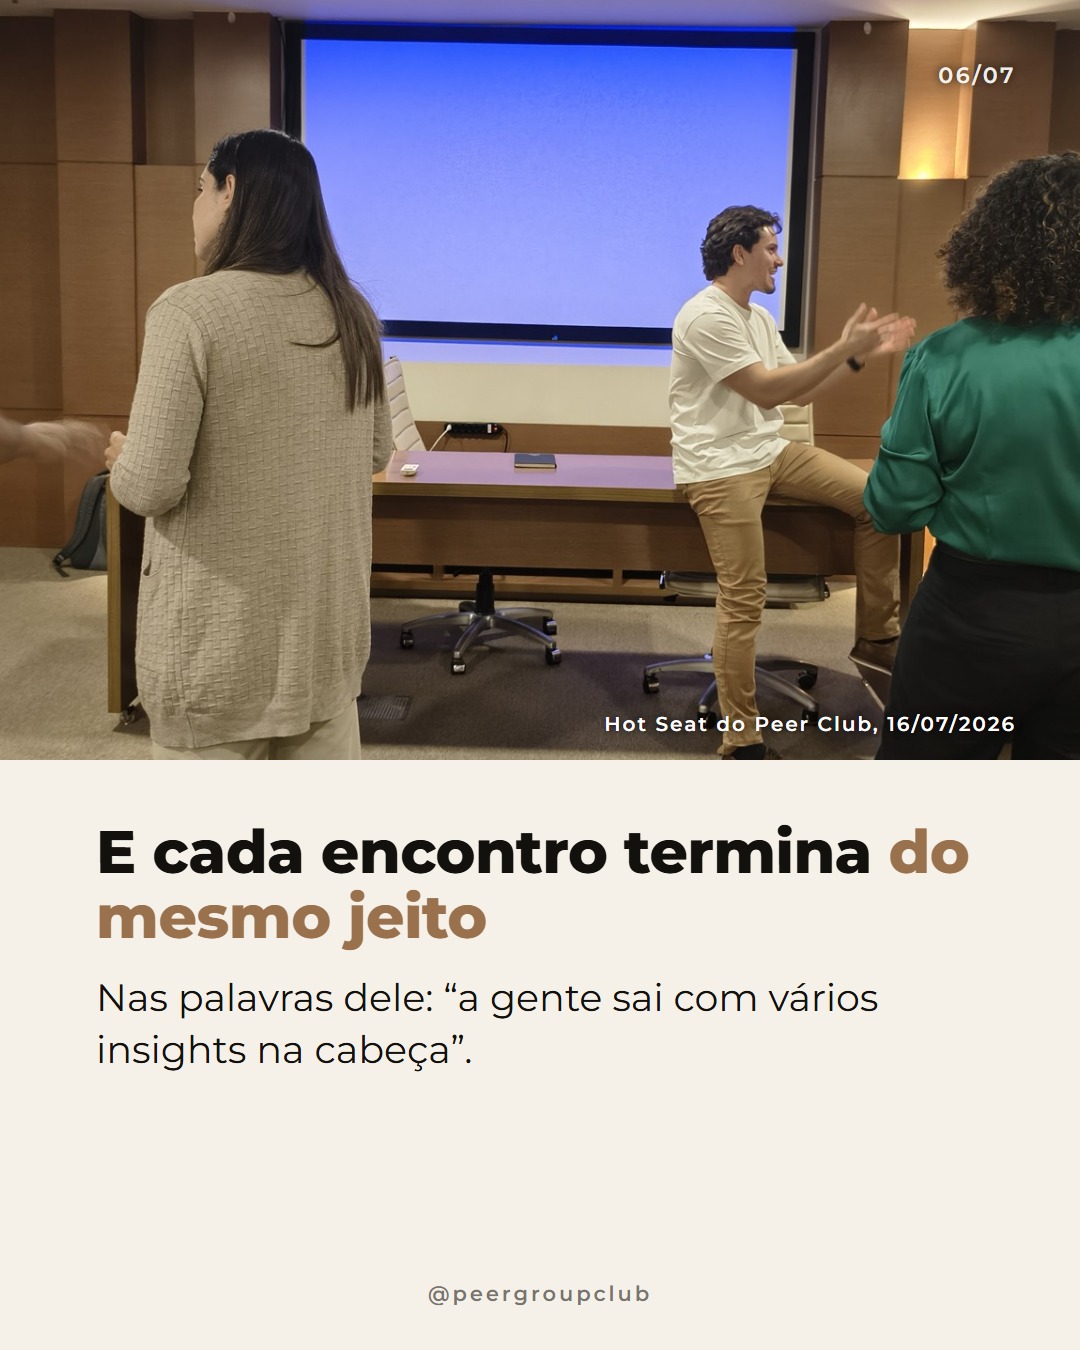 06/07
Hot Seat do Peer Club, 16/07/2026
E cada encontro termina do
mesmo jeito
Nas palavras dele: “a gente sai com vários
insights na cabeça”.
@peergroupclub